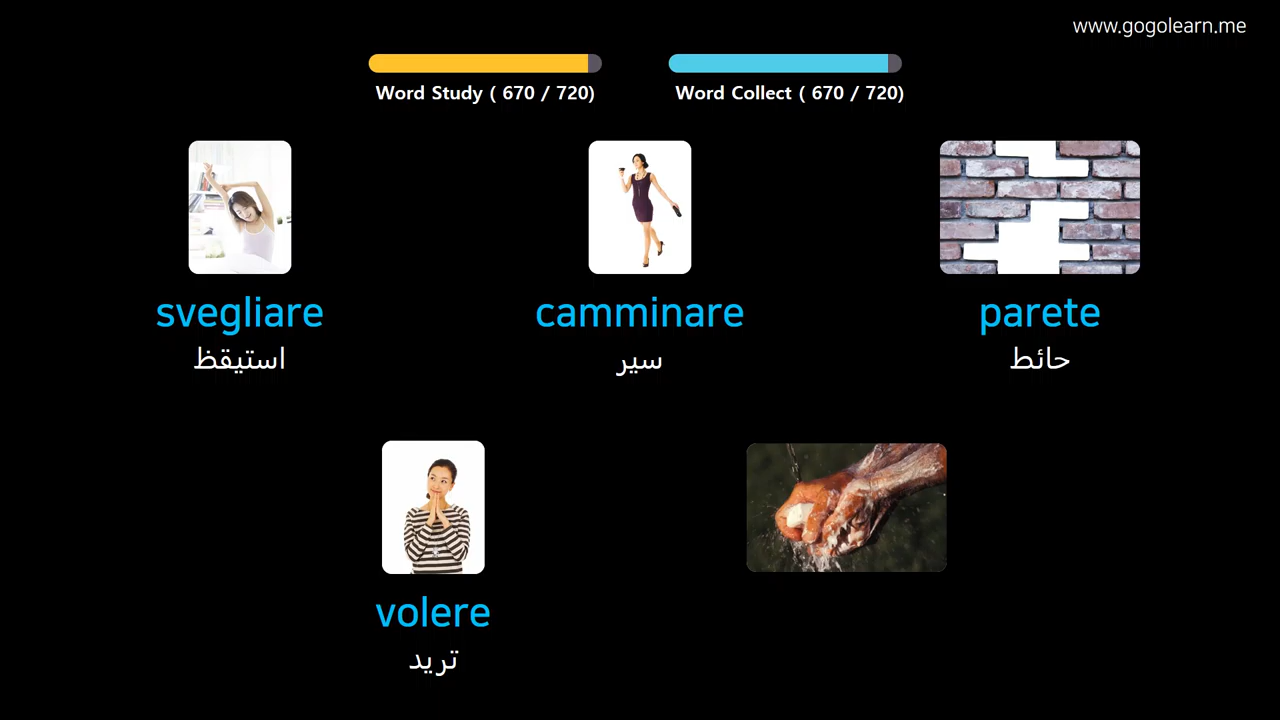 www.gogolearn.me
Word Study ( 670 / 720)
Word Collect ( 670 / 720)
svegliare
استيقظ
camminare
سير
parete
حائط
volere
تريد